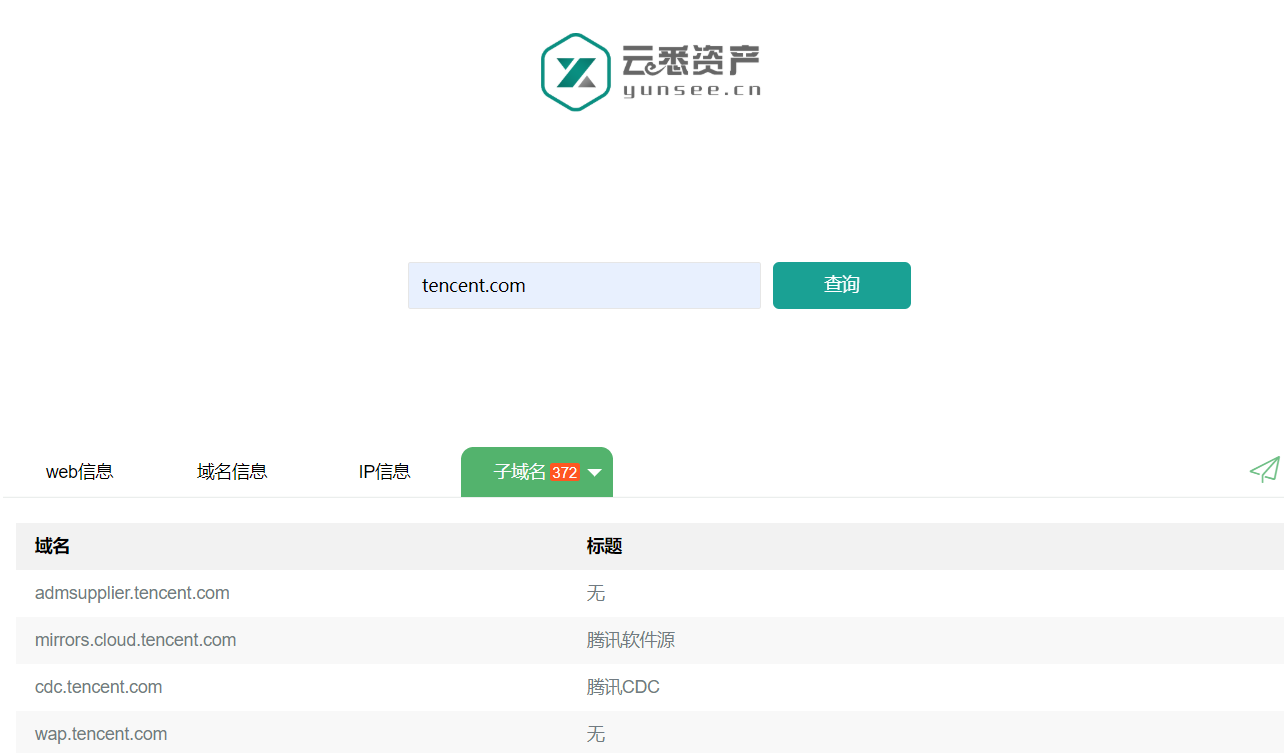 云悉资产
yunsee.cn
tencent.com
查询
web信息 域名信息 IP信息 子域名 372
域名 标题
admsupplier.tencent.com 无
mirrors.cloud.tencent.com 腾讯软件源
cdc.tencent.com 腾讯CDC
wap.tencent.com 无